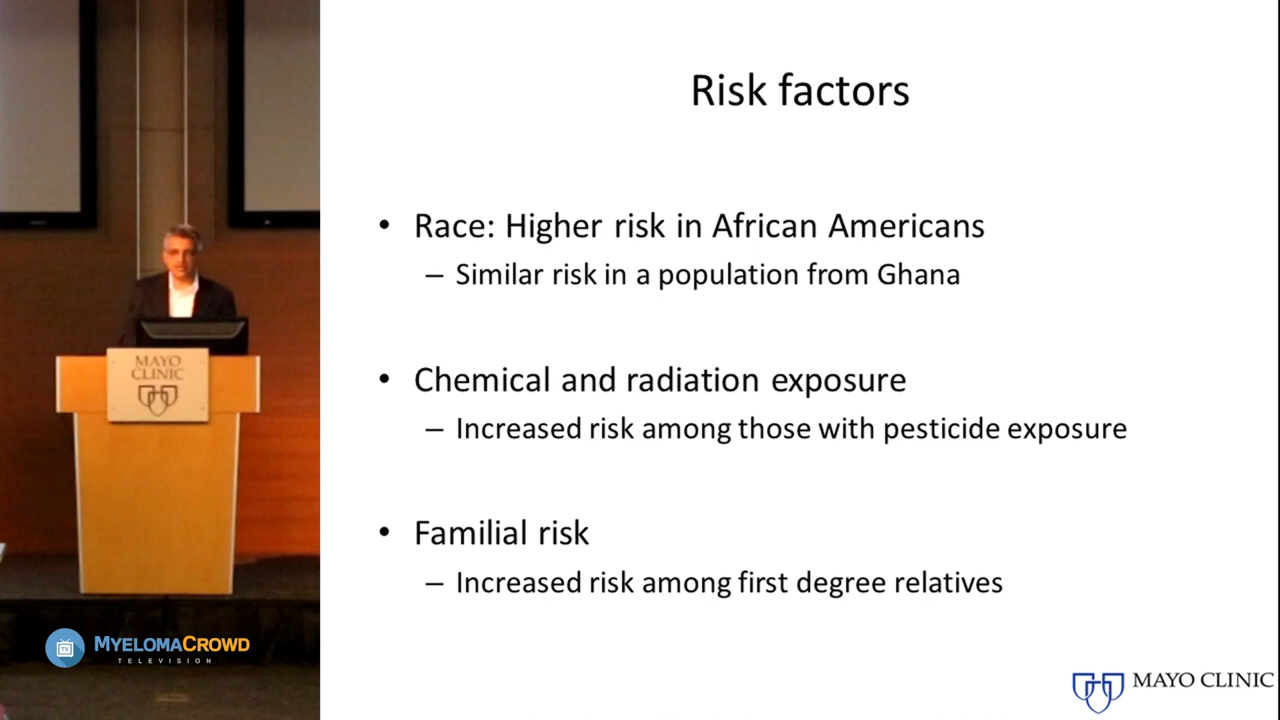 Risk factors
• Race: Higher risk in African Americans
– Similar risk in a population from Ghana
• Chemical and radiation exposure
– Increased risk among those with pesticide exposure
• Familial risk
– Increased risk among first degree relatives
MAYO
CLINIC
TV
MYELOMACROWD
TELEVISION
MAYO CLINIC